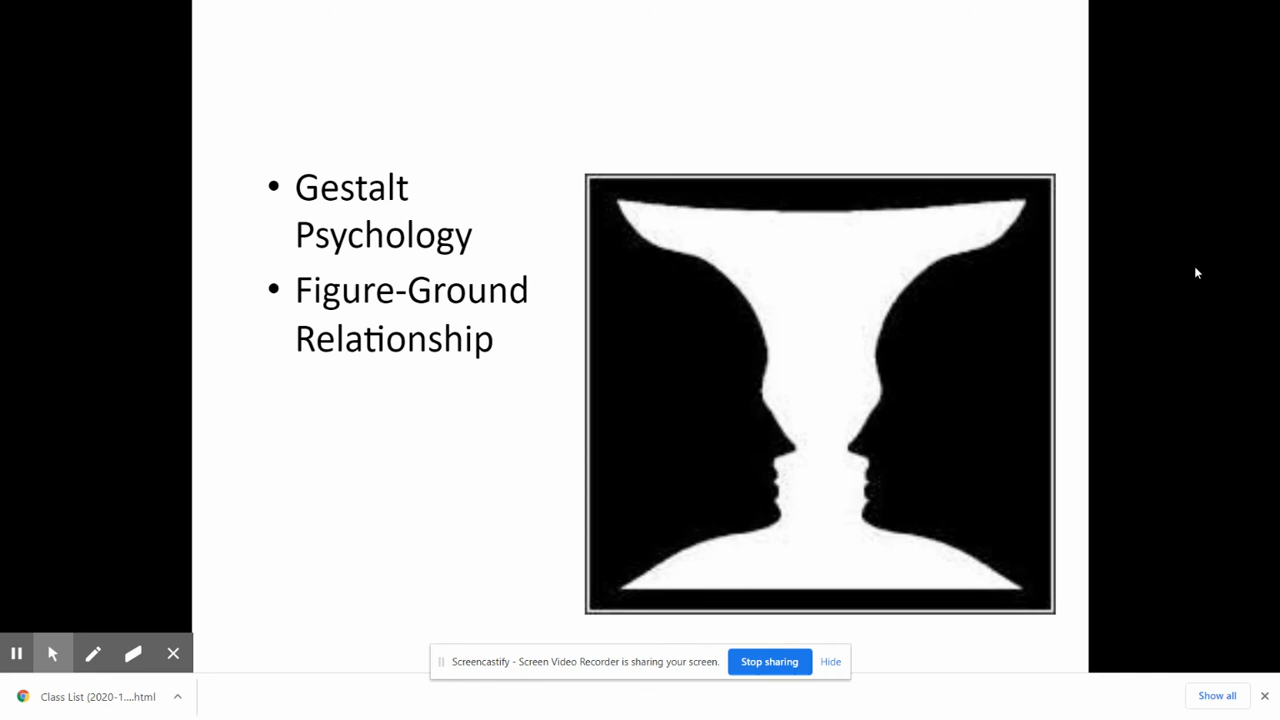 • Gestalt
Psychology
• Figure-Ground
Relationship
Screencastify - Screen Video Recorder is sharing your screen.
Stop sharing
Hide
Class List (2020-1....html
Show all